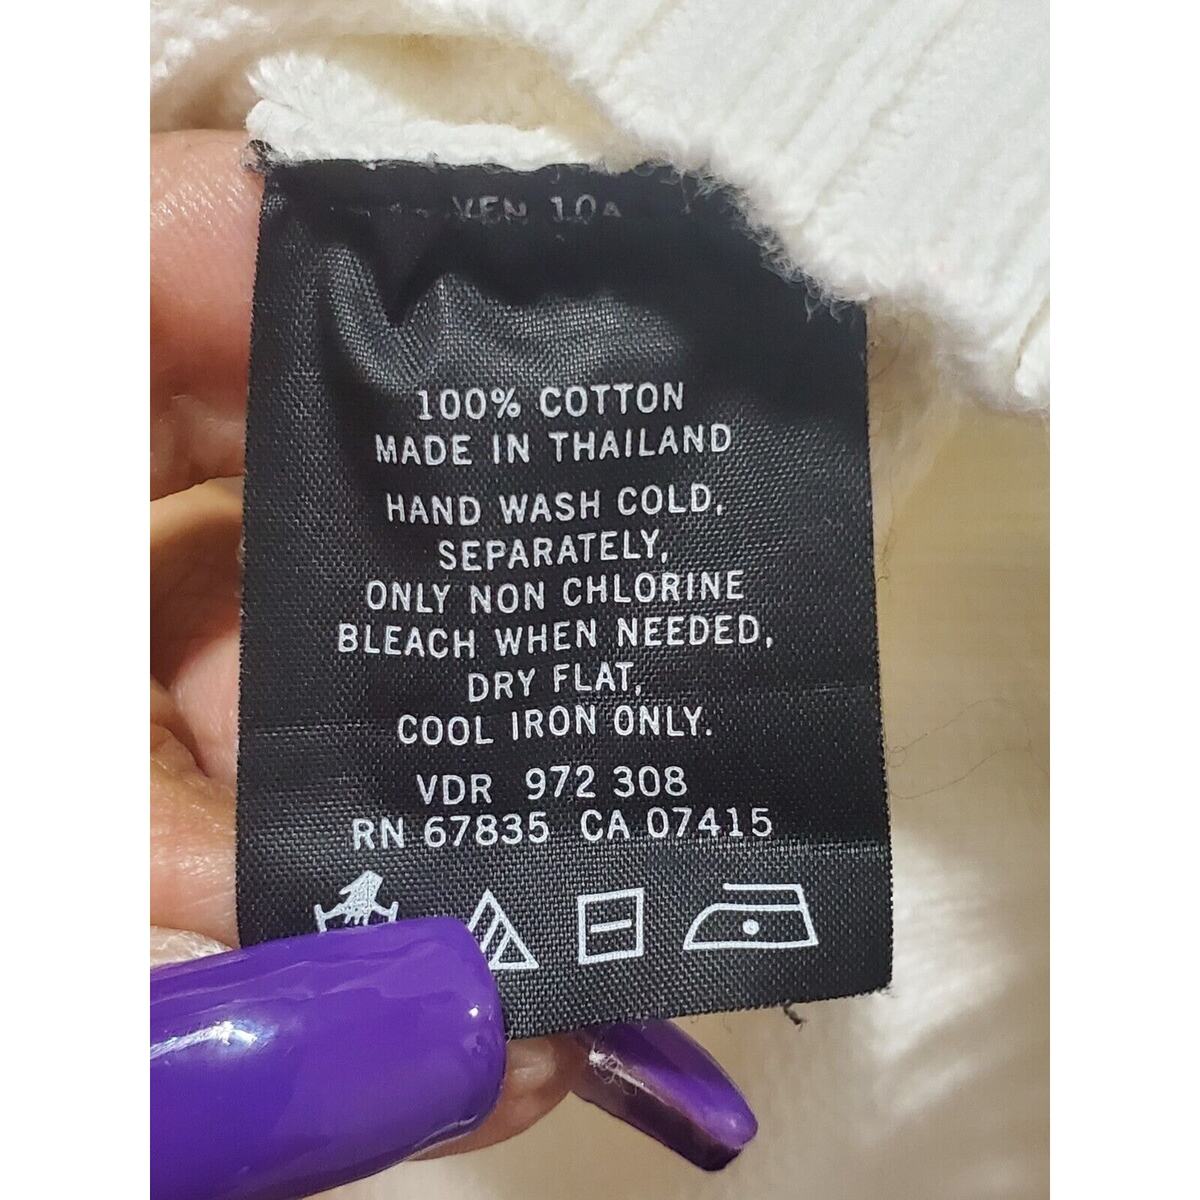 100% COTTON
MADE IN THAILAND
HAND WASH COLD,
SEPARATELY,
ONLY NON CHLORINE
BLEACH WHEN NEEDED,
DRY FLAT,
COOL IRON ONLY.
VDR 972 308
RN 67835 CA 07415